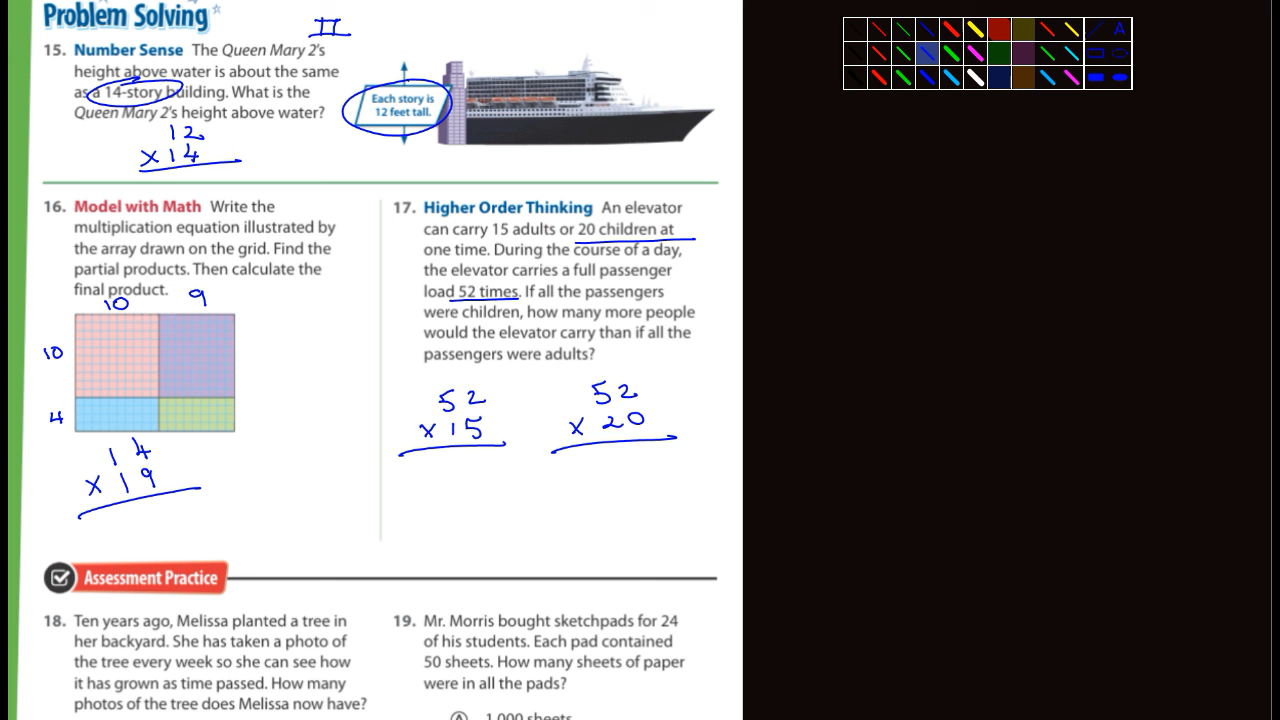 Problem Solving
II
15. Number Sense The Queen Mary 2's
height above water is about the same
as a 14-story building. What is the
Queen Mary 2's height above water?
Each story is
12 feet tall.
12
x 14
16. Model with Math Write the
multiplication equation illustrated by
the array drawn on the grid. Find the
partial products. Then calculate the
final product.
10 9
10
4
14
x 19
17. Higher Order Thinking An elevator
can carry 15 adults or 20 children at
one time. During the course of a day,
the elevator carries a full passenger
load 52 times. If all the passengers
were children, how many more people
would the elevator carry than if all the
passengers were adults?
52 52
x 15 x 20
Assessment Practice
18. Ten years ago, Melissa planted a tree in
her backyard. She has taken a photo of
the tree every week so she can see how
it has grown as time passed. How many
photos of the tree does Melissa now have?
19. Mr. Morris bought sketchpads for 24
of his students. Each pad contained
50 sheets. How many sheets of paper
were in all the pads?
A 1,000 sheets
A